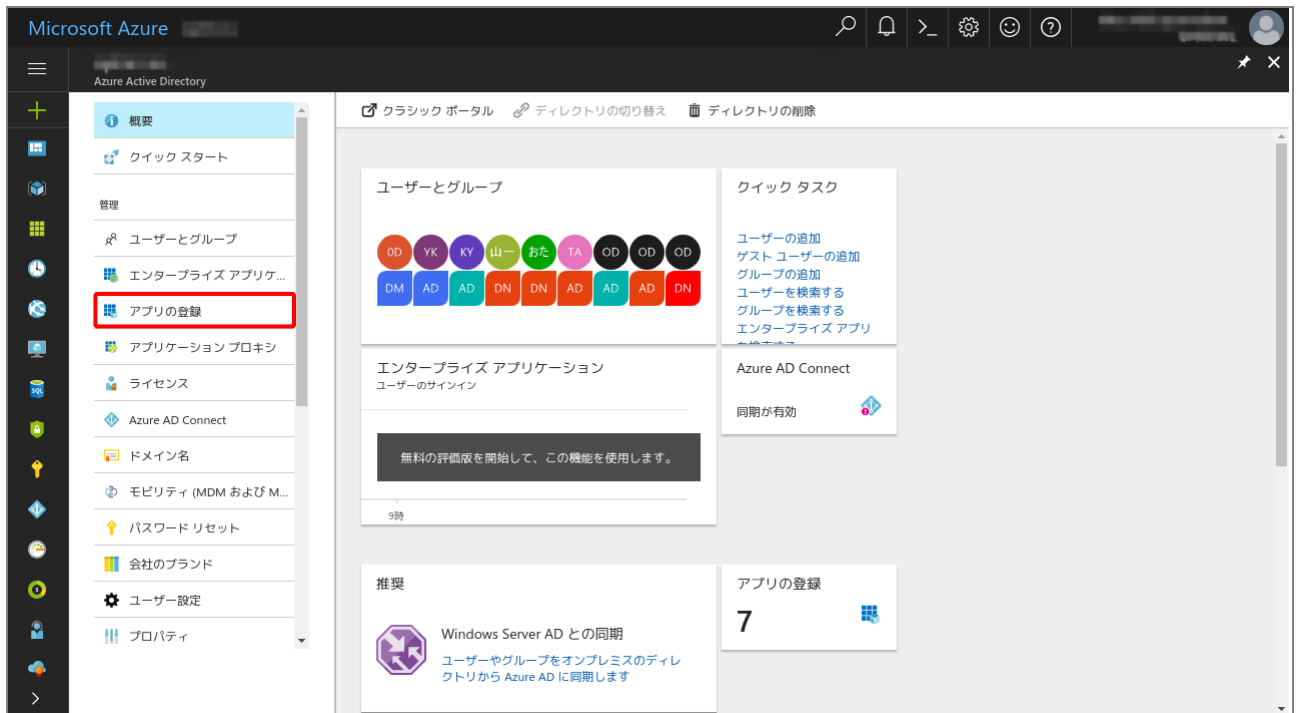 Microsoft Azure
Azure Active Directory
概要
クイック スタート
管理
ユーザーとグループ
エンタープライズ アプリケ...
アプリの登録
アプリケーション プロキシ
ライセンス
Azure AD Connect
ドメイン名
モビリティ (MDM および M...
パスワード リセット
会社のブランド
ユーザー設定
プロパティ
クラシック ポータル ディレクトリの切り替え ディレクトリの削除
ユーザーとグループ
OD YK KY 山一 おた TA OD OD OD
DM AD AD DN DN AD AD AD DN
クイック タスク
ユーザーの追加
ゲスト ユーザーの追加
グループの追加
ユーザーを検索する
グループを検索する
エンタープライズ アプリ
エンタープライズ アプリケーション
ユーザーのサインイン
無料の評価版を開始して、この機能を使用します。
9時
Azure AD Connect
同期が有効
推奨
Windows Server AD との同期
ユーザーやグループをオンプレミスのディレ
クトリから Azure AD に同期します
アプリの登録
7
SQL